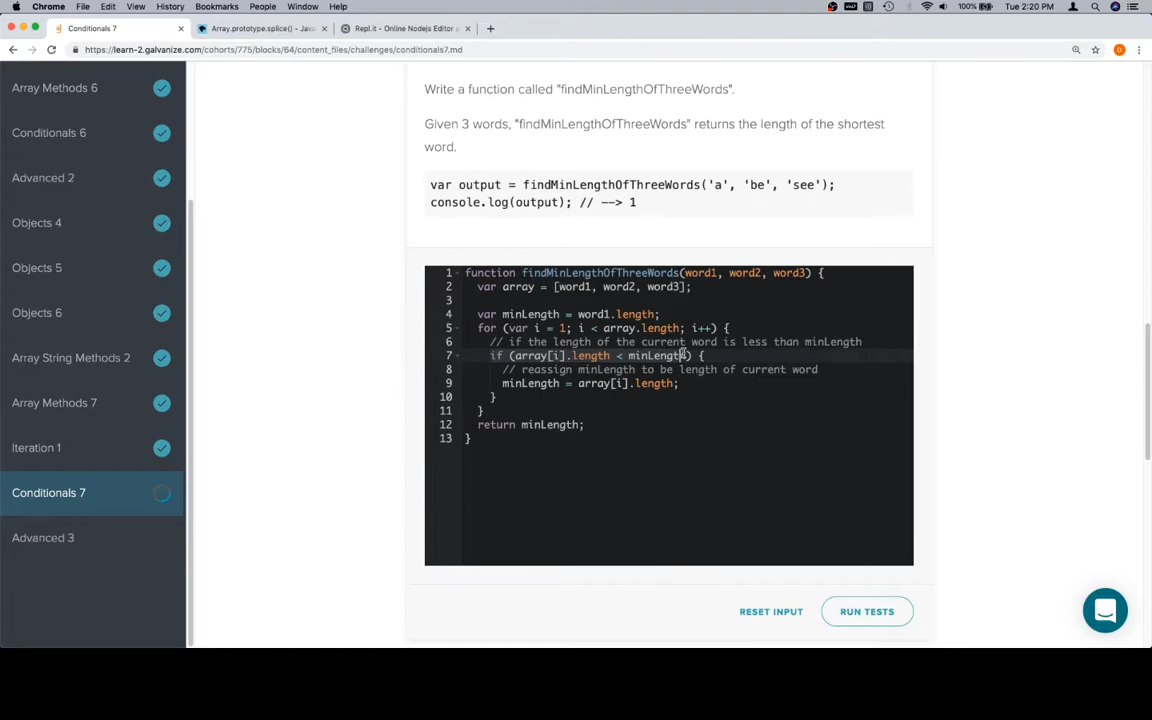 Chrome File Edit View History Bookmarks People Window Help 100% Tue 2:20 PM
Conditionals 7 Array.prototype.splice() - Java Repl.it - Online Nodejs Editor a
https://learn-2.galvanize.com/cohorts/775/blocks/64/content_files/challenges/conditionals7.md
Array Methods 6
Conditionals 6
Advanced 2
Objects 4
Objects 5
Objects 6
Array String Methods 2
Array Methods 7
Iteration 1
Conditionals 7
Advanced 3
Write a function called "findMinLengthOfThreeWords".
Given 3 words, "findMinLengthOfThreeWords" returns the length of the shortest
word.
var output = findMinLengthOfThreeWords('a', 'be', 'see');
console.log(output); // --> 1
1 function findMinLengthOfThreeWords(word1, word2, word3) {
2 var array = [word1, word2, word3];
3
4 var minLength = word1.length;
5 for (var i = 1; i < array.length; i++) {
6 // if the length of the current word is less than minLength
7 if (array[i].length < minLength) {
8 // reassign minLength to be length of current word
9 minLength = array[i].length;
10 }
11 }
12 return minLength;
13 }
RESET INPUT RUN TESTS